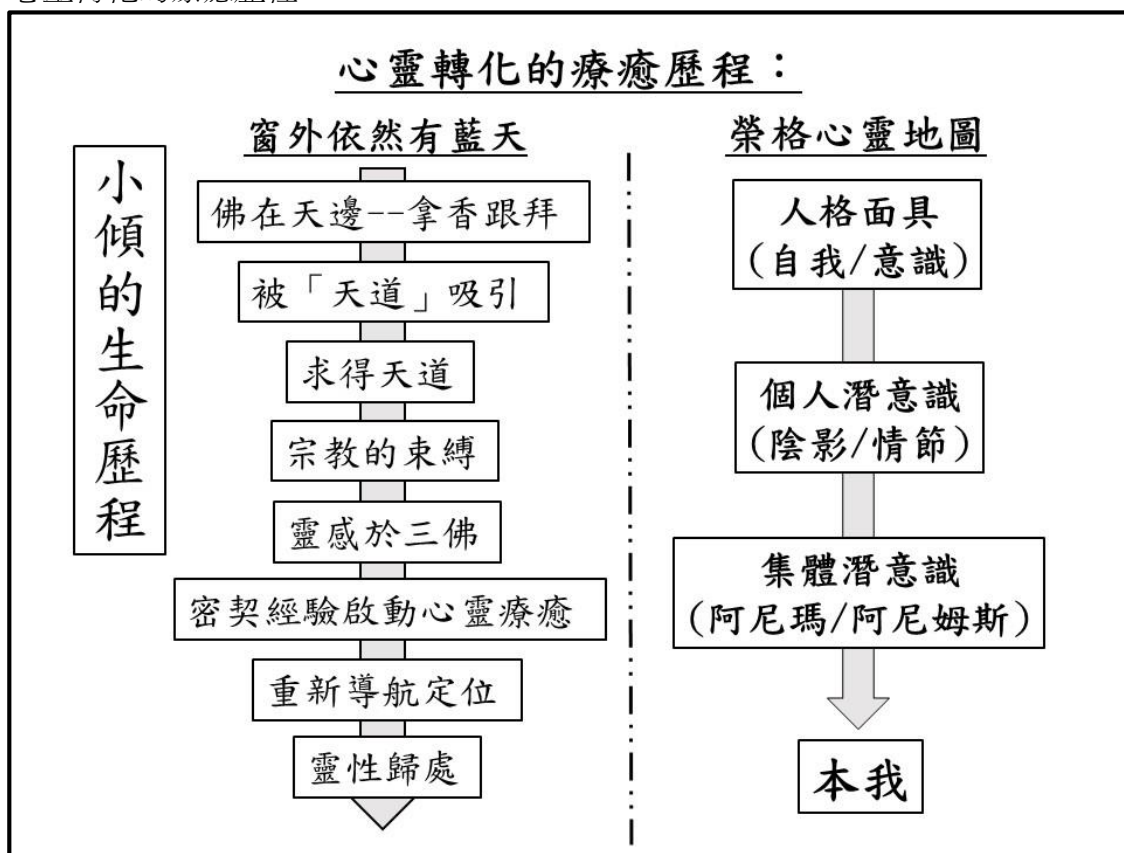 心靈轉化的療癒歷程：
小傾的生命歷程
窗外依然有藍天
佛在天邊--拿香跟拜
被「天道」吸引
求得天道
宗教的束縛
靈感於三佛
密契經驗啟動心靈療癒
重新導航定位
靈性歸處
榮格心靈地圖
人格面具
(自我/意識)
個人潛意識
(陰影/情節)
集體潛意識
(阿尼瑪/阿尼姆斯)
本我